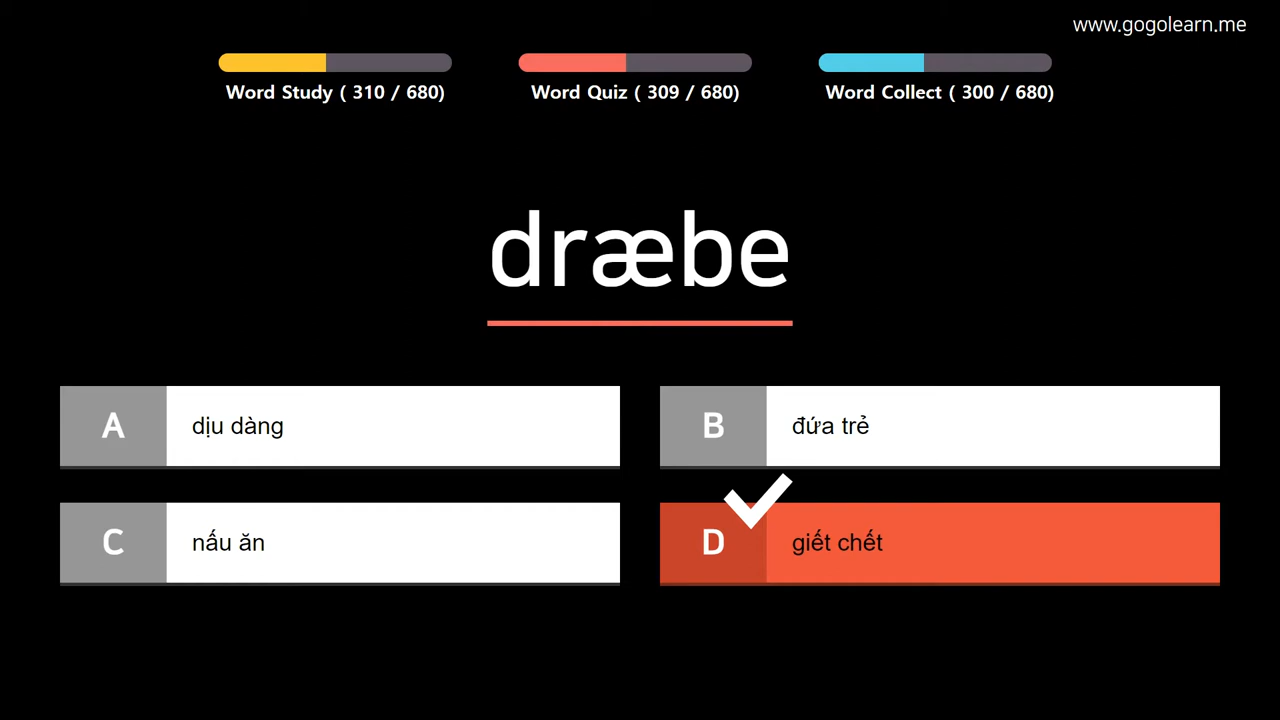 www.gogolearn.me
Word Study ( 310 / 680)
Word Quiz ( 309 / 680)
Word Collect ( 300 / 680)
dræbe
A dịu dàng
B đứa trẻ
C nấu ăn
D giết chết